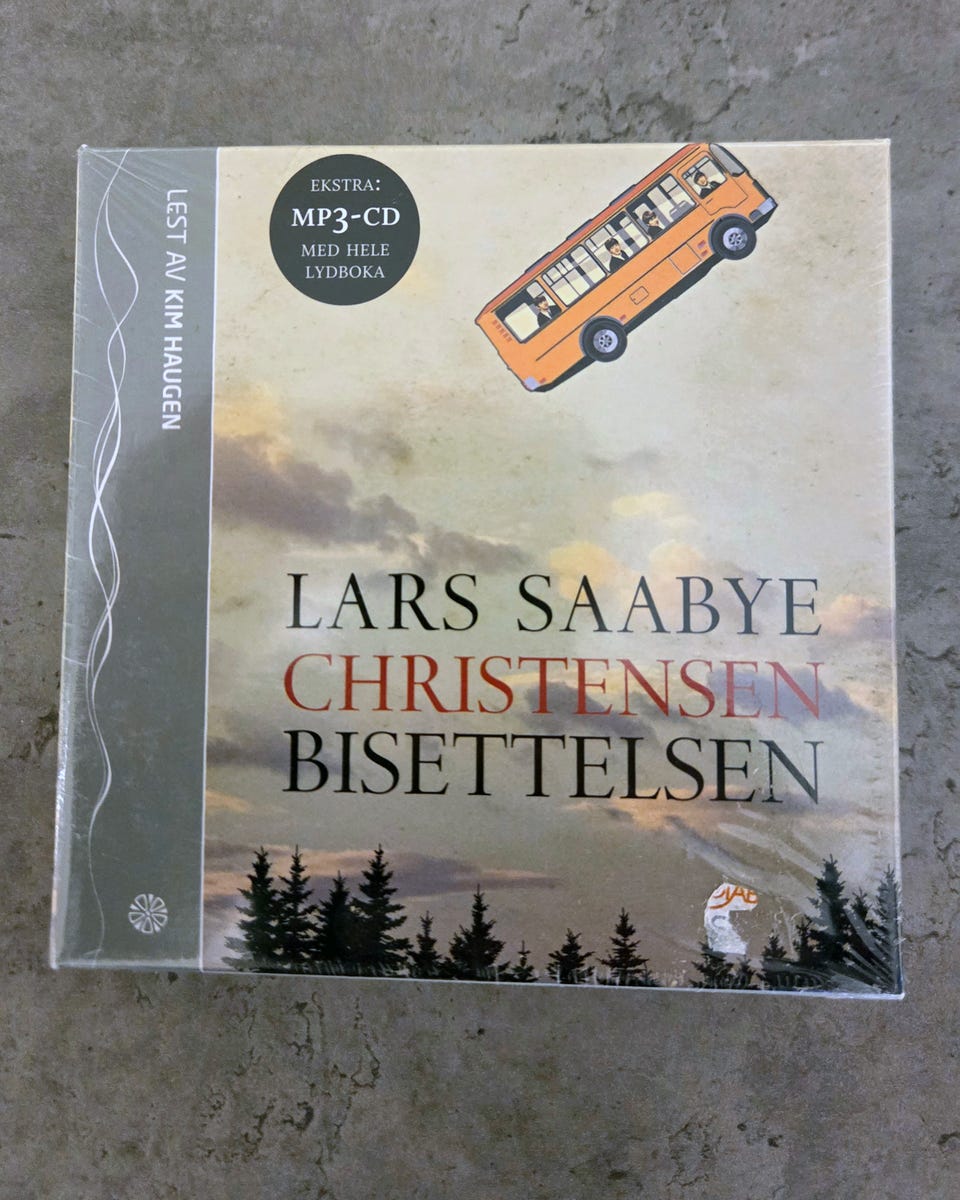 LEST AV KIM HAUGEN
EKSTRA:
MP3-CD
MED HELE
LYDBOKA
LARS SAABYE
CHRISTENSEN
BISETTELSEN